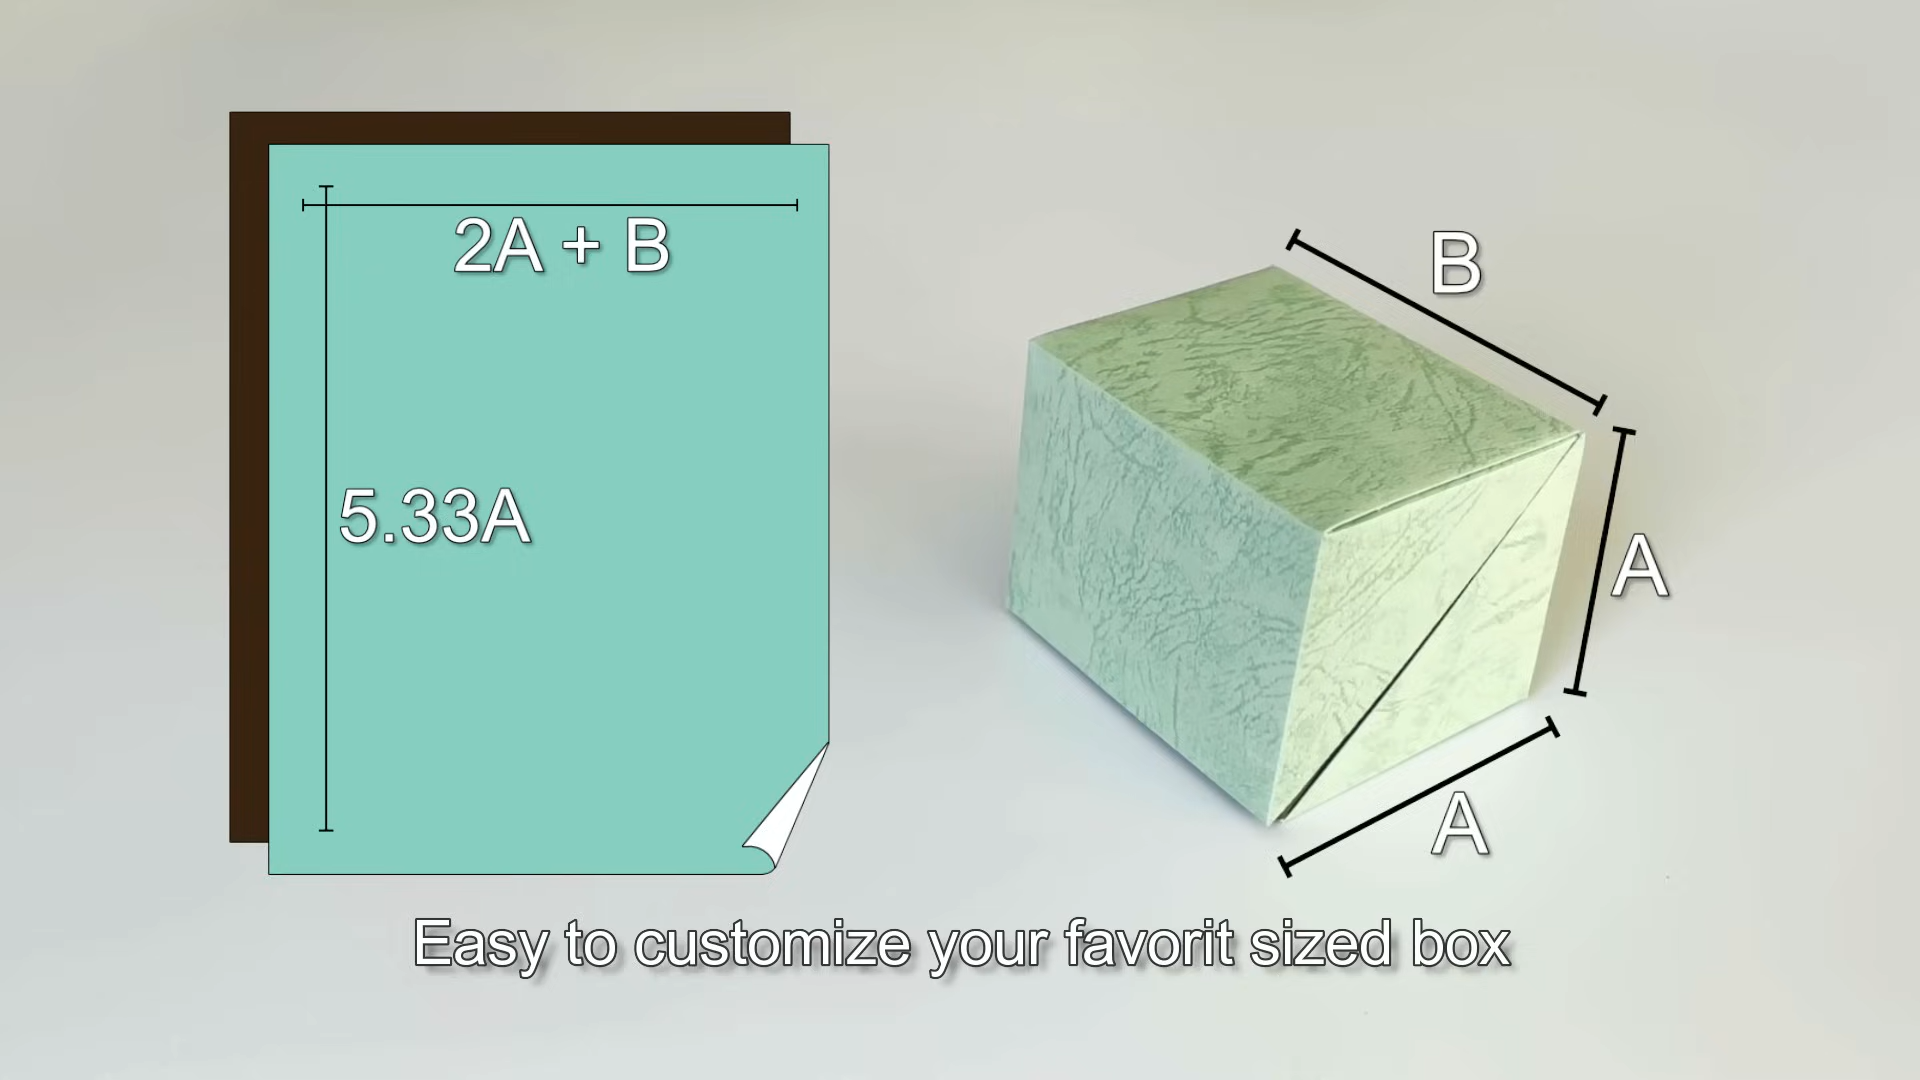 2A + B
5.33A
B
A
A
Easy to customize your favorit sized box